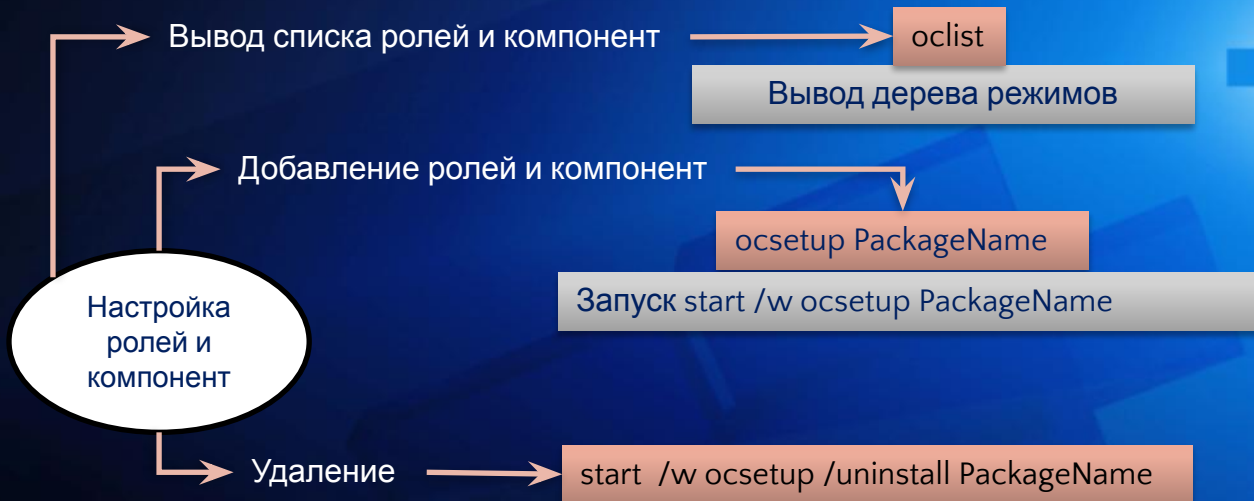 Вывод списка ролей и компонент
oclist
Вывод дерева режимов
Добавление ролей и компонент
ocsetup PackageName
Запуск start /w ocsetup PackageName
Настройка
ролей и
компонент
Удаление
start /w ocsetup /uninstall PackageName